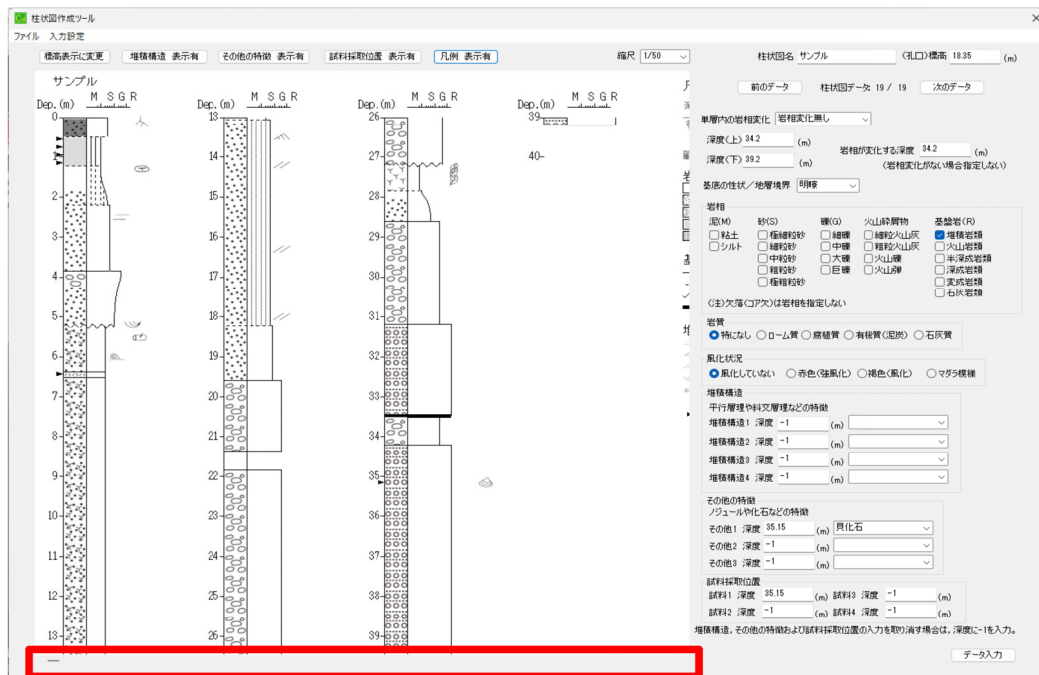 柱状図作成ツール
ファイル 入力設定
標高表示に変更 堆積構造 表示有 その他の特徴 表示有 試料採取位置 表示有 凡例 表示有 縮尺 1/50
柱状図名 サンプル (孔口)標高 18.35 (m)
前のデータ 柱状図データ: 19 / 19 次のデータ
単層内の岩相変化 岩相変化無し
深度(上) 34.2 (m)
深度(下) 39.2 (m)
岩相が変化する深度 34.2 (m)
(岩相変化がない場合指定しない)
基底の性状/地層境界 明瞭
岩相
泥(M) 砂(S) 礫(G) 火山砕屑物 基盤岩(R)
粘土 極細粒砂 細礫 細粒火山灰 堆積岩類
シルト 細粒砂 中礫 粗粒火山灰 火山岩類
中粒砂 大礫 火山礫 半深成岩類
粗粒砂 巨礫 火山弾 深成岩類
極粗粒砂 変成岩類
石灰岩類
(注)欠落(コア欠)は岩相を指定しない
岩質
特になし ローム質 腐植質 有機質(泥炭) 石灰質
風化状況
風化していない 赤色(強風化) 褐色(風化) マダラ模様
堆積構造
平行層理や斜交層理などの特徴
堆積構造1 深度 -1 (m)
堆積構造2 深度 -1 (m)
堆積構造3 深度 -1 (m)
堆積構造4 深度 -1 (m)
その他の特徴
ノジュールや化石などの特徴
その他1 深度 35.15 (m) 貝化石
その他2 深度 -1 (m)
その他3 深度 -1 (m)
試料採取位置
試料1 深度 35.15 (m) 試料3 深度 -1 (m)
試料2 深度 -1 (m) 試料4 深度 -1 (m)
堆積構造，その他の特徴および試料採取位置の入力を取り消す場合は，深度に-1を入力。
データ入力
サンプル
M S G R
Dep.(m)
0
1
2
3
4
5
6
7
8
9
10
11
12
13
M S G R
Dep.(m)
13
14
15
16
17
18
19
20
21
22
23
24
25
26
M S G R
Dep.(m)
26
27
28
29
30
31
32
33
34
35
36
37
38
39
M S G R
Dep.(m)
39
40